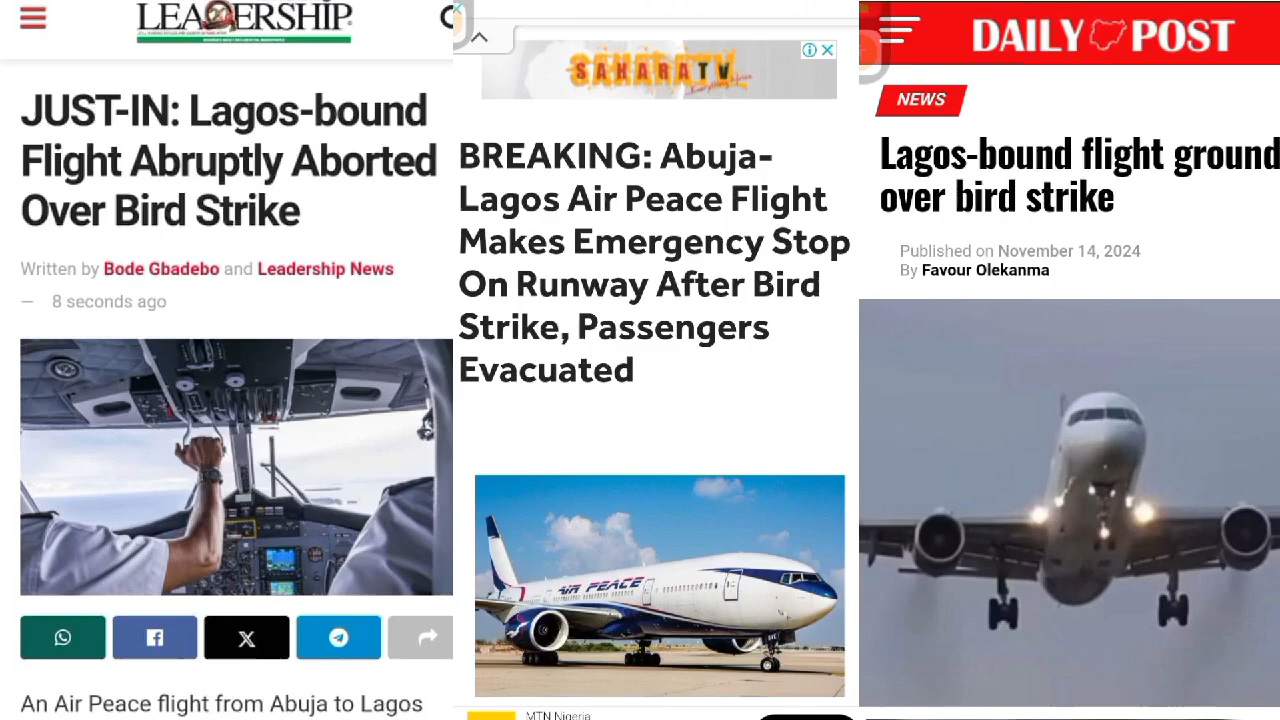 LEADERSHIP
JUST-IN: Lagos-bound
Flight Abruptly Aborted
Over Bird Strike
Written by Bode Gbadebo and Leadership News
— 8 seconds ago
An Air Peace flight from Abuja to Lagos
SAHARA TV
BREAKING: Abuja-
Lagos Air Peace Flight
Makes Emergency Stop
On Runway After Bird
Strike, Passengers
Evacuated
AIR PEACE
MTN Nigeria
DAILY POST
NEWS
Lagos-bound flight ground
over bird strike
Published on November 14, 2024
By Favour Olekanma